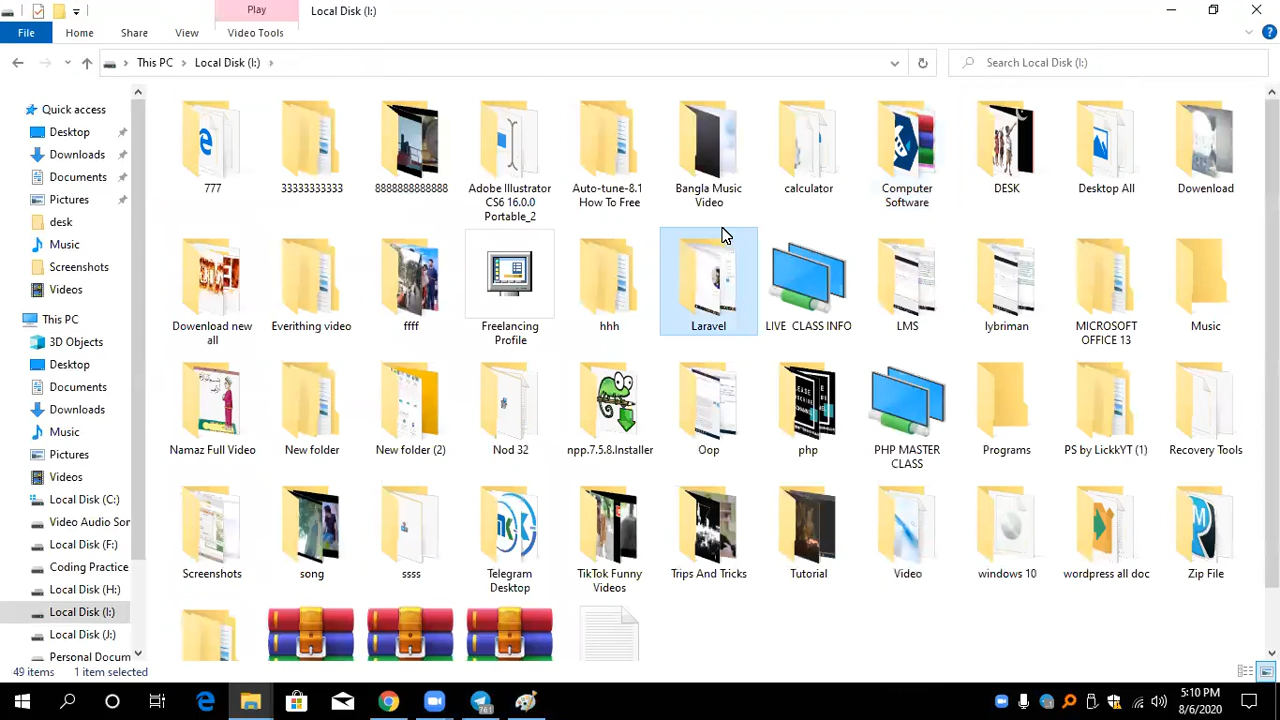 Play
Local Disk (I:)
File
Home
Share
View
Video Tools
This PC
Local Disk (I:)
Search Local Disk (I:)
Quick access
Desktop
Downloads
Documents
Pictures
desk
Music
Screenshots
Videos
This PC
3D Objects
Desktop
Documents
Downloads
Music
Pictures
Videos
Local Disk (C:)
Video Audio Sor
Local Disk (F:)
Coding Practice
Local Disk (H:)
Local Disk (I:)
Local Disk (J:)
Personal Docum
777
33333333333
8888888888888
Adobe Illustrator
CS6 16.0.0
Portable_2
Auto-tune-8.1
How To Free
Bangla Music
Video
calculator
Computer
Software
DESK
Desktop All
Download
Download new
all
Everithing video
ffff
Freelancing
Profile
hhh
Laravel
LIVE CLASS INFO
LMS
lybriman
MICROSOFT
OFFICE 13
Music
Namaz Full Video
New folder
New folder (2)
Nod 32
npp.7.5.8.Installer
Oop
php
PHP MASTER
CLASS
Programs
PS by LickkYT (1)
Recovery Tools
Screenshots
song
ssss
Telegram
Desktop
TikTok Funny
Videos
Trips And Tricks
Tutorial
Video
windows 10
wordpress all doc
Zip File
49 items
1 item selected
5:10 PM
8/6/2020